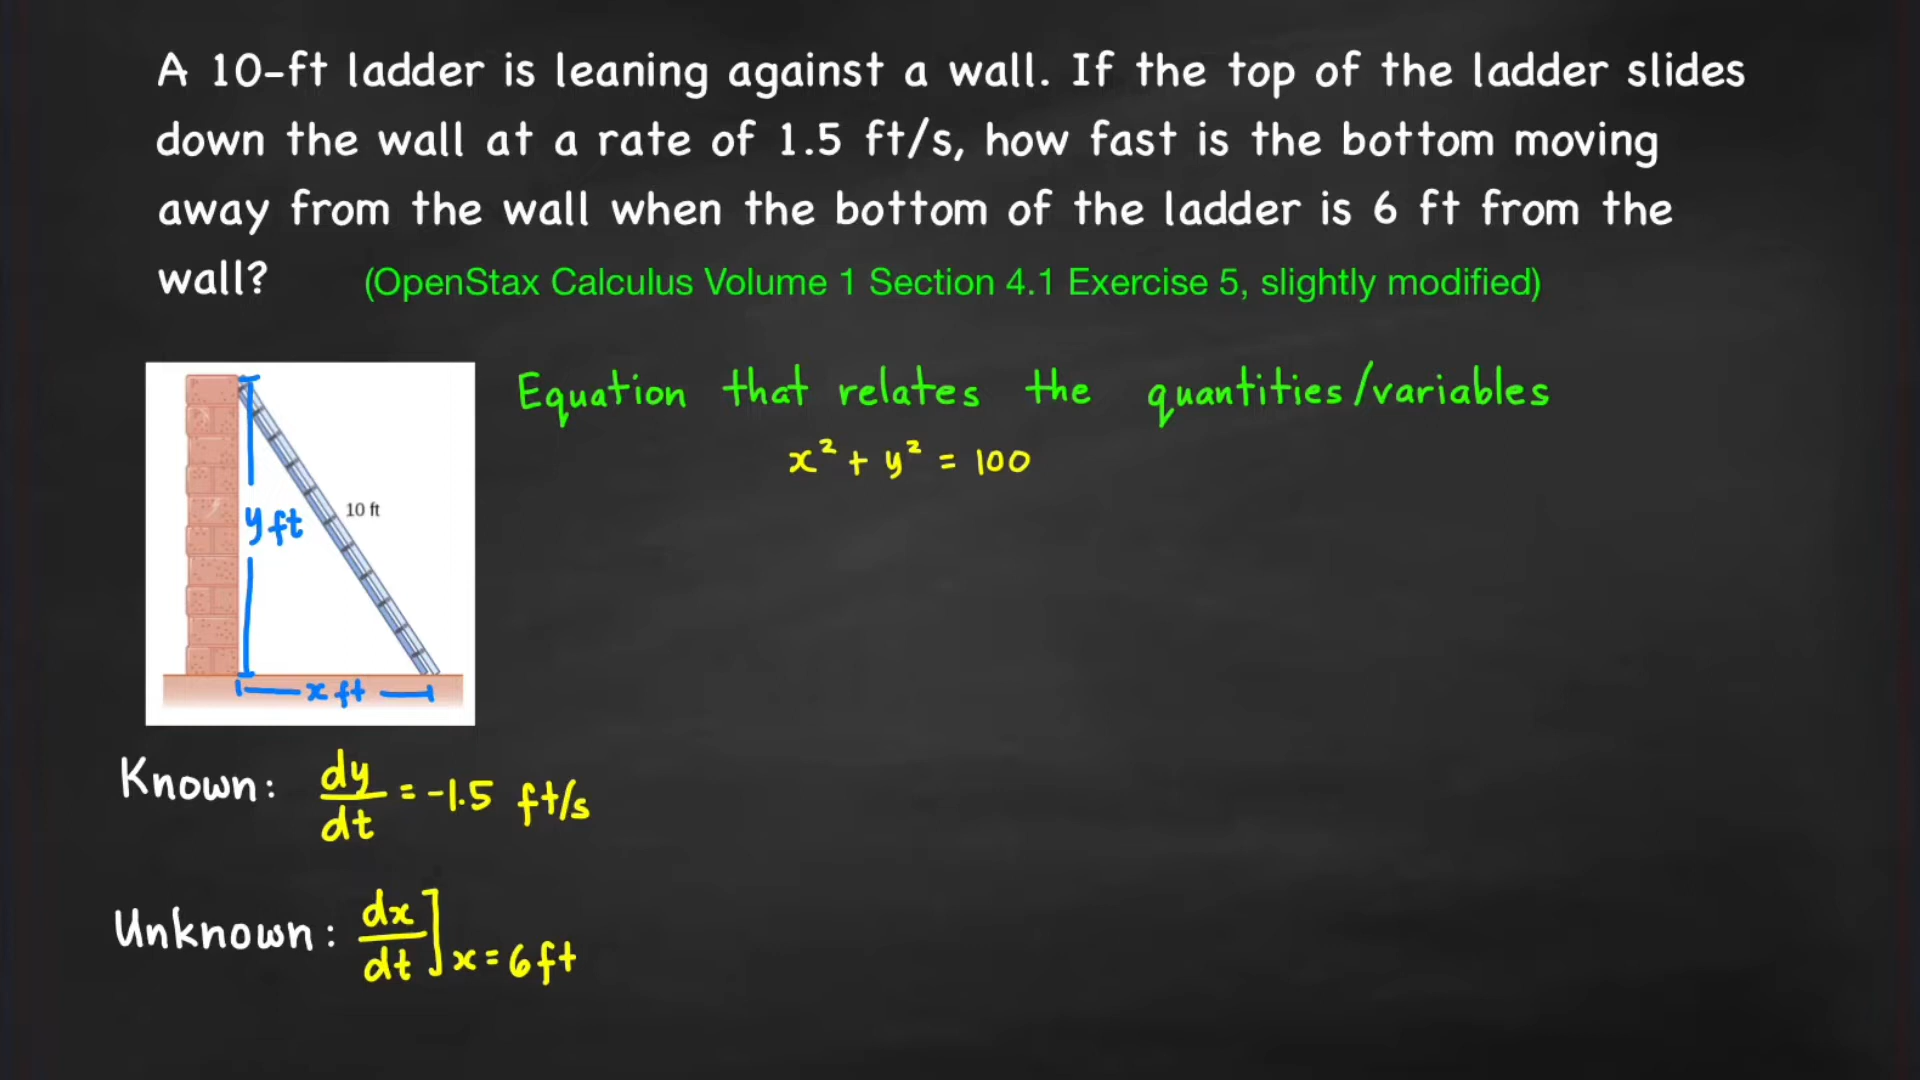 A 10-ft ladder is leaning against a wall. If the top of the ladder slides
down the wall at a rate of 1.5 ft/s, how fast is the bottom moving
away from the wall when the bottom of the ladder is 6 ft from the
wall? (OpenStax Calculus Volume 1 Section 4.1 Exercise 5, slightly modified)
Equation that relates the quantities/variables
x² + y² = 100
10 ft
y ft
x ft
Known: dy/dt = -1.5 ft/s
Unknown: dx/dt]x=6ft